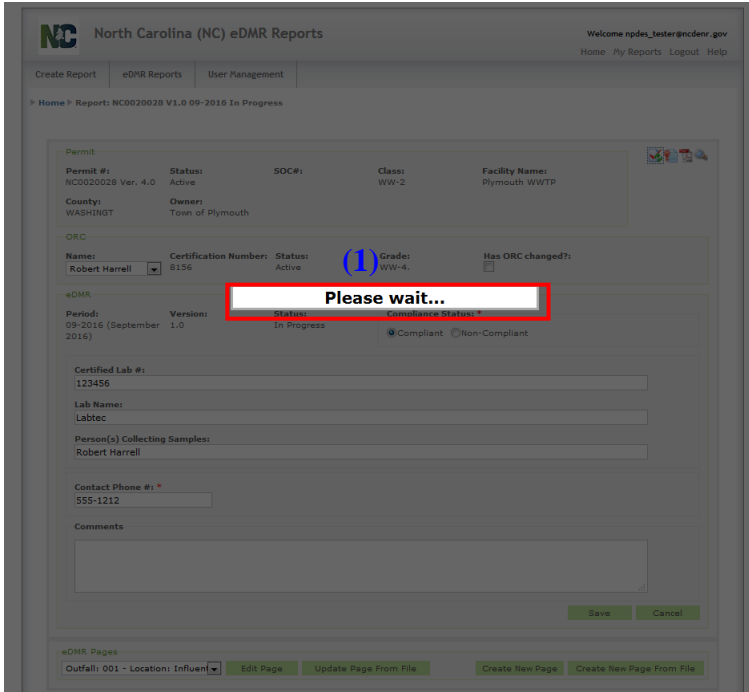 NC North Carolina (NC) eDMR Reports
Welcome npdes_tester@ncdenr.gov
Home My Reports Logout Help
Create Report eDMR Reports User Management
Home Report: NC0020028 V1.0 09-2016 In Progress
Permit
Permit #: Status: SOC#: Class: Facility Name:
NC0020028 Ver. 4.0 Active WW-2 Plymouth WWTP
County: Owner:
WASHINGT Town of Plymouth
ORC
Name: Certification Number: Status: Grade: Has ORC changed?:
Robert Harrell 8156 Active (1) WW-4.
Please wait...
eDMR
Period: Version: Status: Compliance Status: *
09-2016 (September 1.0 In Progress Compliant Non-Compliant
2016)
Certified Lab #:
123456
Lab Name:
Labtec
Person(s) Collecting Samples:
Robert Harrell
Contact Phone #: *
555-1212
Comments
Save Cancel
eDMR Pages
Outfall: 001 - Location: Influent Edit Page Update Page From File Create New Page Create New Page From File